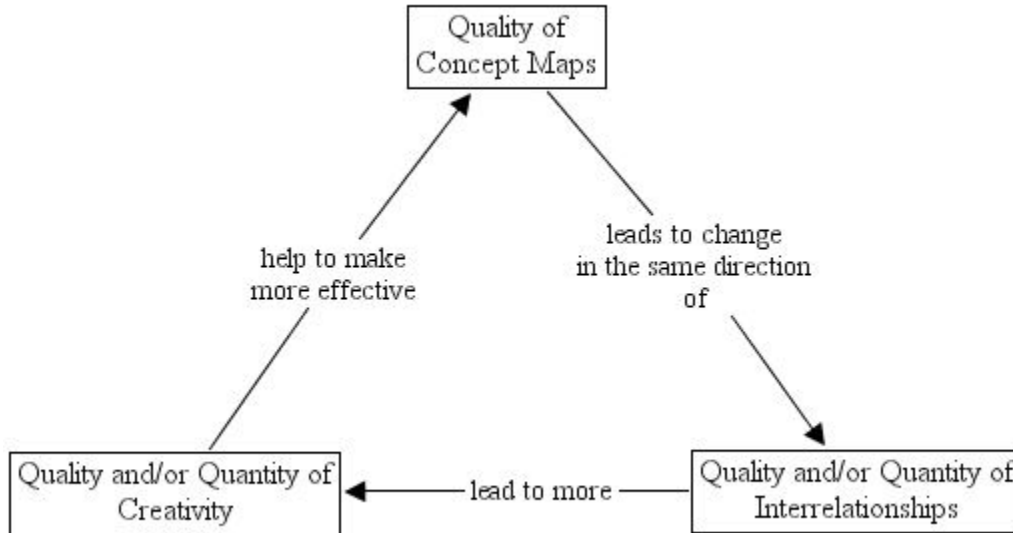 Quality of
Concept Maps
leads to change
in the same direction
of
help to make
more effective
Quality and/or Quantity of
Creativity
lead to more
Quality and/or Quantity of
Interrelationships